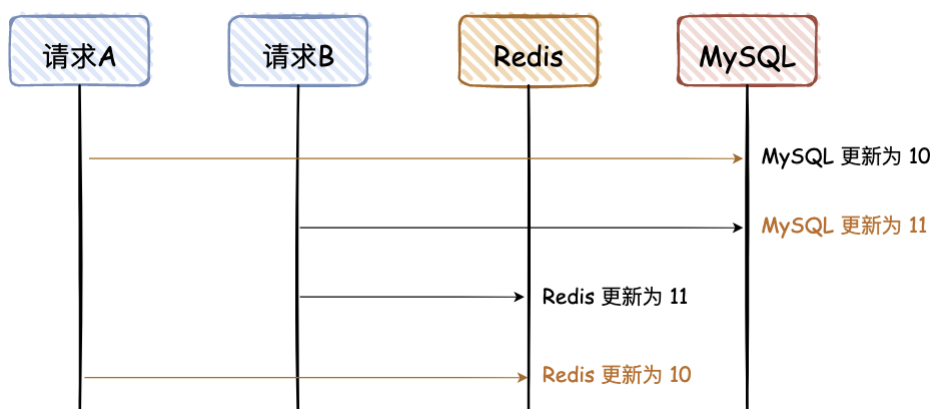 请求A
请求B
Redis
MySQL
MySQL 更新为 10
MySQL 更新为 11
Redis 更新为 11
Redis 更新为 10